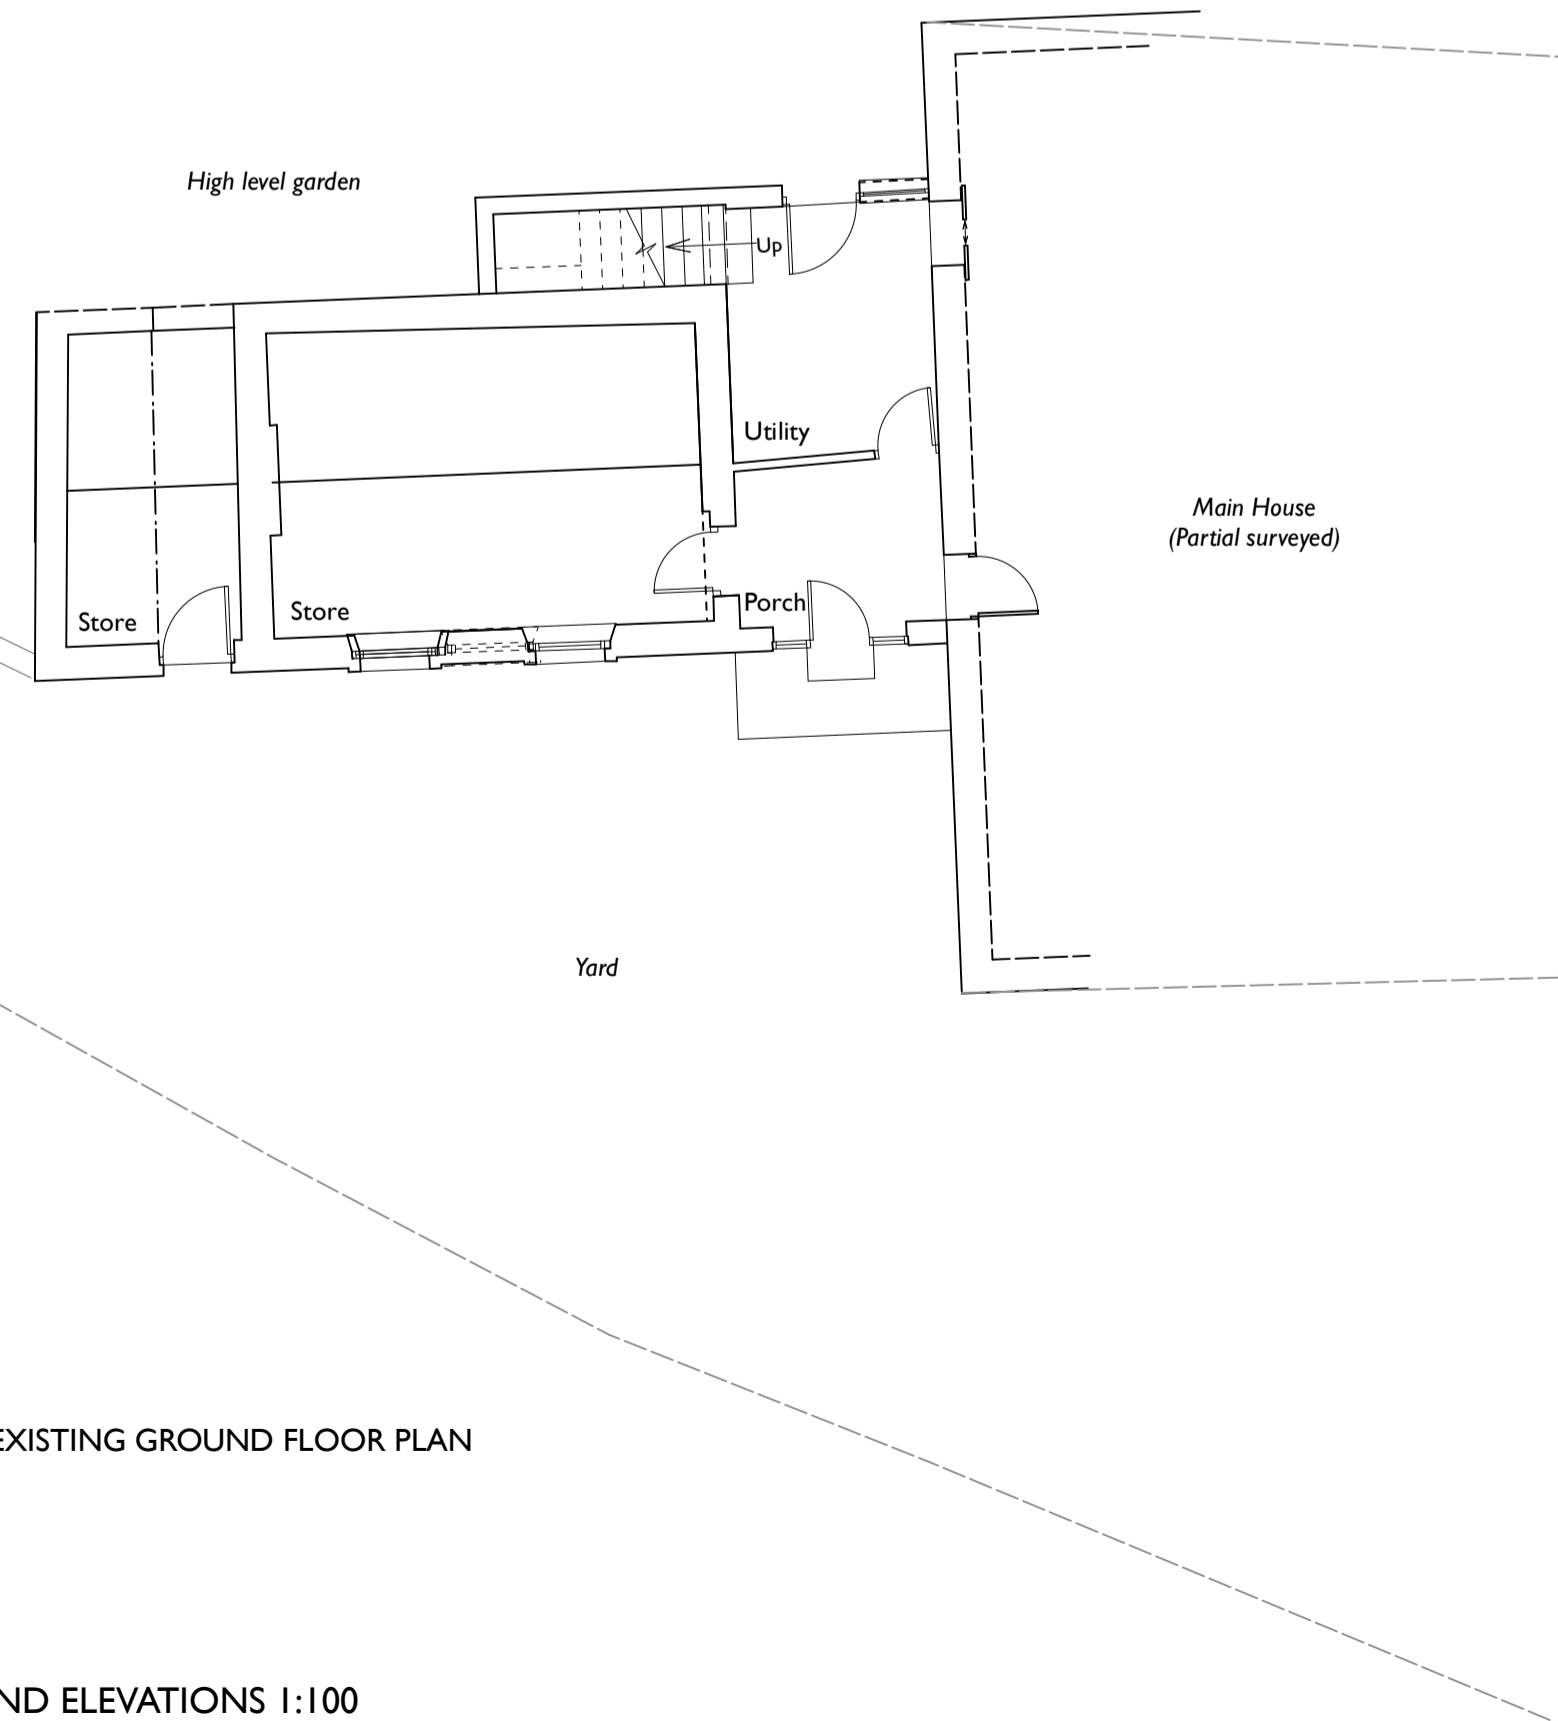 High level garden
Up
Utility
Main House
(Partial surveyed)
Store
Store
Porch
Yard
EXISTING GROUND FLOOR PLAN
ND ELEVATIONS 1:100